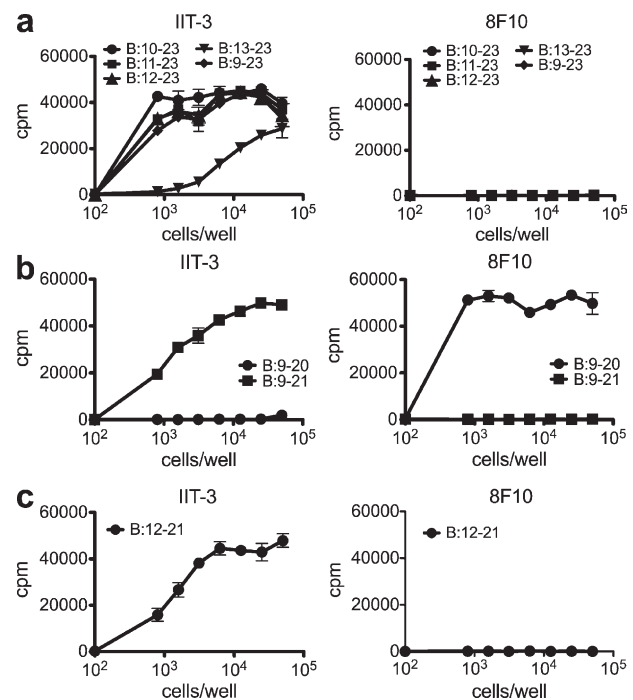 a
IIT-3
B:10-23
B:13-23
B:11-23
B:9-23
B:12-23
cpm
60000
40000
20000
0
10² 10³ 10⁴ 10⁵
cells/well
8F10
B:10-23
B:13-23
B:11-23
B:9-23
B:12-23
cpm
60000
40000
20000
0
10² 10³ 10⁴ 10⁵
cells/well
b
IIT-3
cpm
60000
40000
20000
0
B:9-20
B:9-21
10² 10³ 10⁴ 10⁵
cells/well
8F10
cpm
60000
40000
20000
0
B:9-20
B:9-21
10² 10³ 10⁴ 10⁵
cells/well
c
IIT-3
B:12-21
cpm
60000
40000
20000
0
10² 10³ 10⁴ 10⁵
cells/well
8F10
B:12-21
cpm
60000
40000
20000
0
10² 10³ 10⁴ 10⁵
cells/well